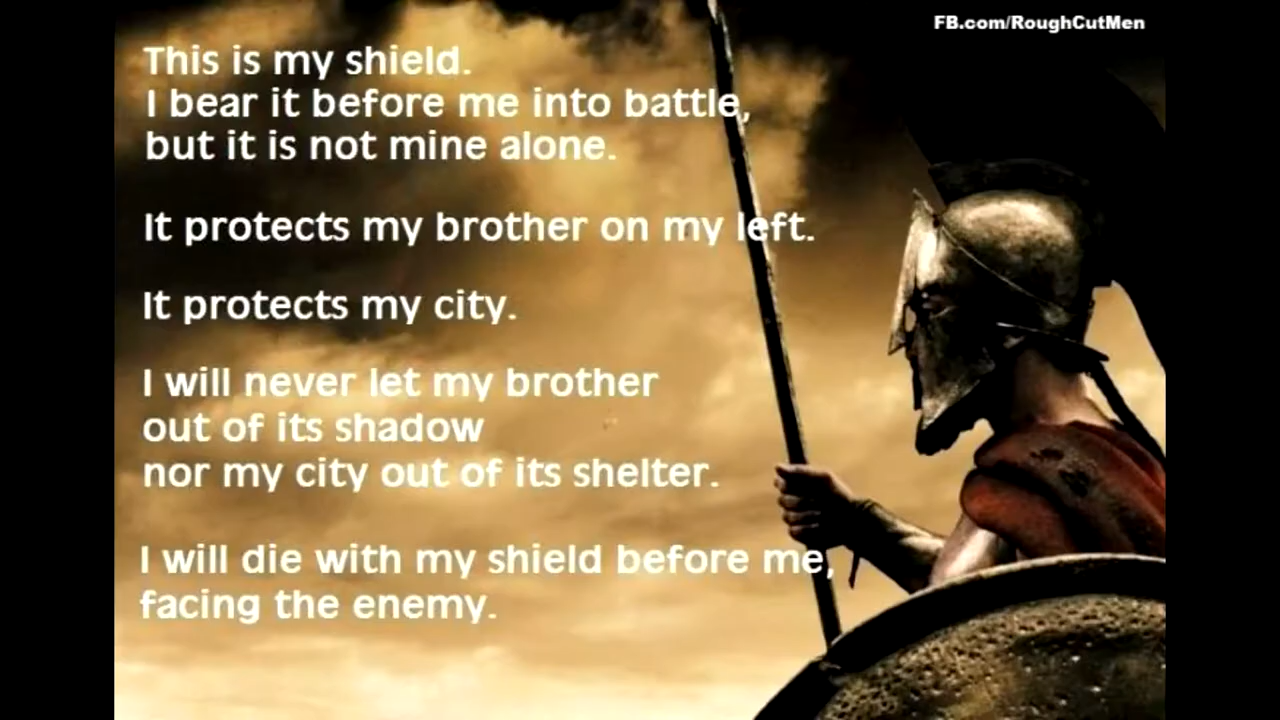 FB.com/RoughCutMen
This is my shield.
I bear it before me into battle,
but it is not mine alone.
It protects my brother on my left.
It protects my city.
I will never let my brother
out of its shadow
nor my city out of its shelter.
I will die with my shield before me,
facing the enemy.